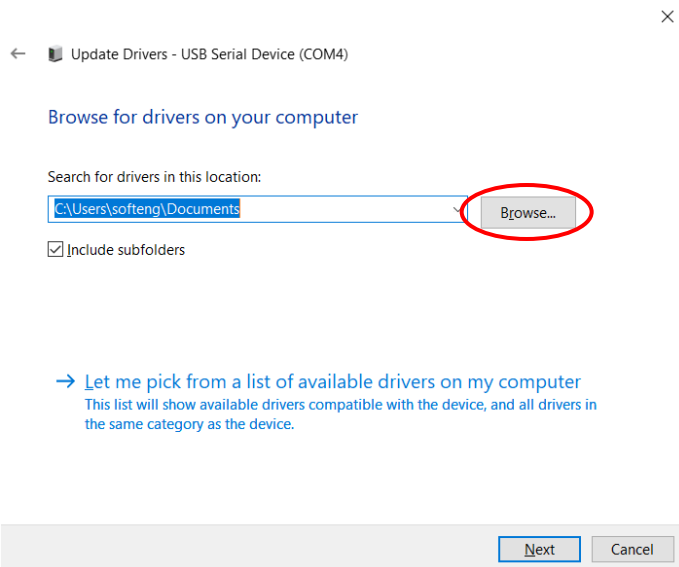 Update Drivers - USB Serial Device (COM4)
Browse for drivers on your computer
Search for drivers in this location:
C:\Users\softeng\Documents
Browse...
Include subfolders
Let me pick from a list of available drivers on my computer
This list will show available drivers compatible with the device, and all drivers in
the same category as the device.
Next
Cancel